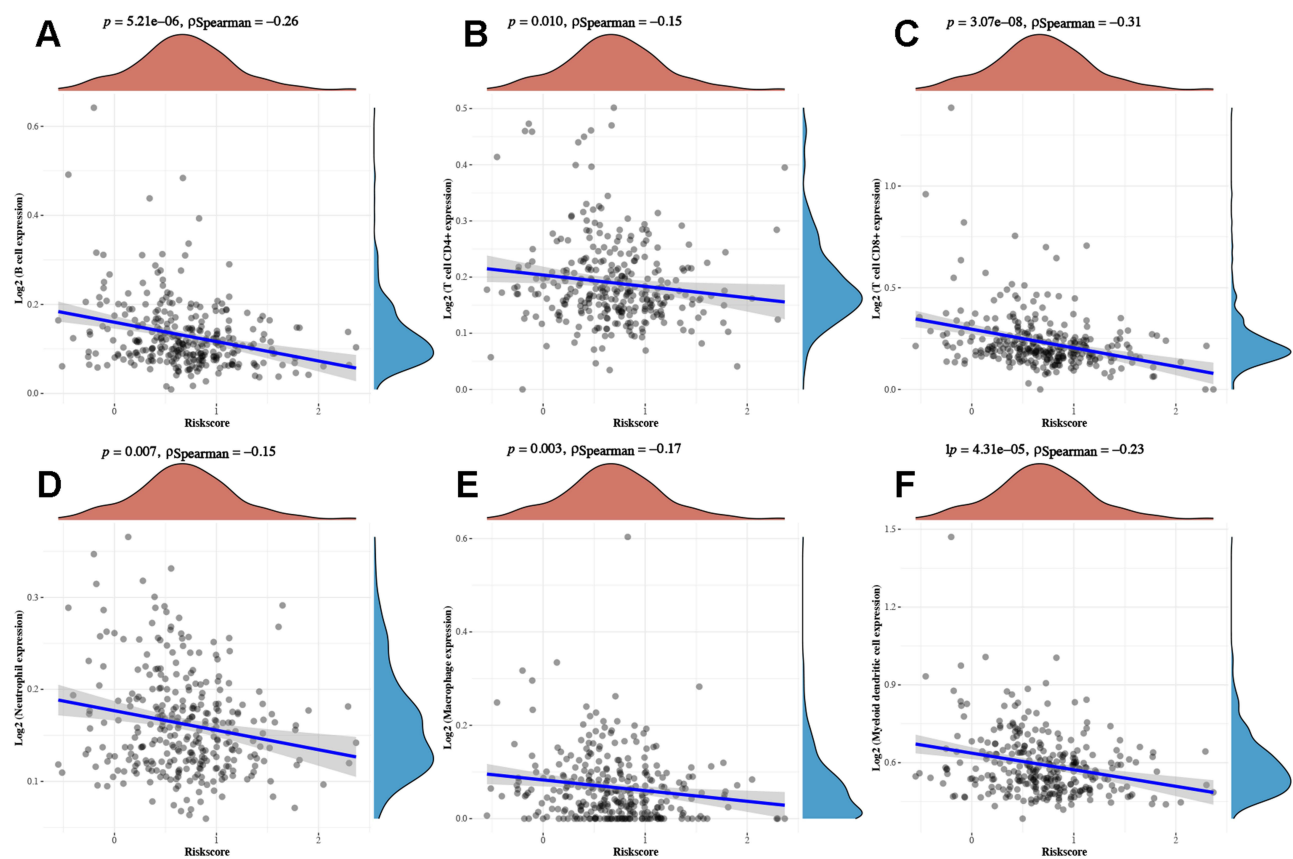 A
p = 5.21e−06, ρSpearman = −0.26
Log2 (B cell expression)
0.6
0.4
0.2
0.0
0
1
2
Riskscore
B
p = 0.010, ρSpearman = −0.15
Log2 (T cell CD4+ expression)
0.5
0.4
0.3
0.2
0.1
0.0
0
1
2
Riskscore
C
p = 3.07e−08, ρSpearman = −0.31
Log2 (T cell CD8+ expression)
1.0
0.5
0.0
0
1
2
Riskscore
D
p = 0.007, ρSpearman = −0.15
Log2 (Neutrophil expression)
0.3
0.2
0.1
0
1
2
Riskscore
E
p = 0.003, ρSpearman = −0.17
Log2 (Macrophage expression)
0.6
0.4
0.2
0.0
0
1
2
Riskscore
F
lp = 4.31e−05, ρSpearman = −0.23
Log2 (Myeloid dendritic cell expression)
1.5
1.2
0.9
0.6
0
1
2
Riskscore